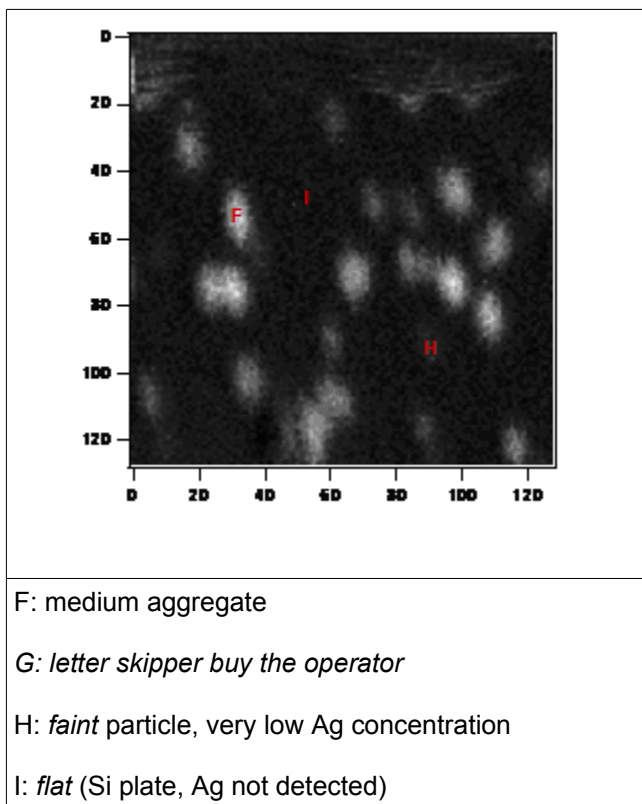 0
20
40
60
80
100
120
F
I
H
0 20 40 60 80 100 120
F: medium aggregate
G: letter skipper buy the operator
H: faint particle, very low Ag concentration
I: flat (Si plate, Ag not detected)